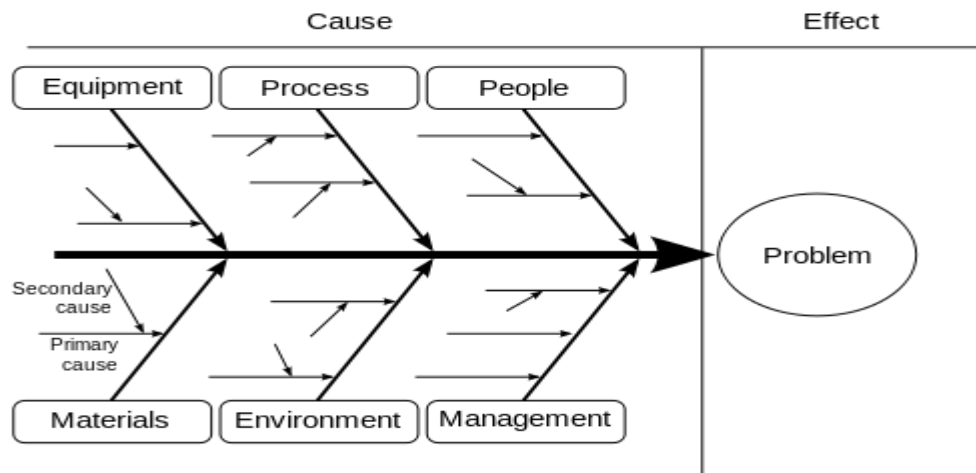 Cause
Effect
Equipment
Process
People
Problem
Secondary
cause
Primary
cause
Materials
Environment
Management